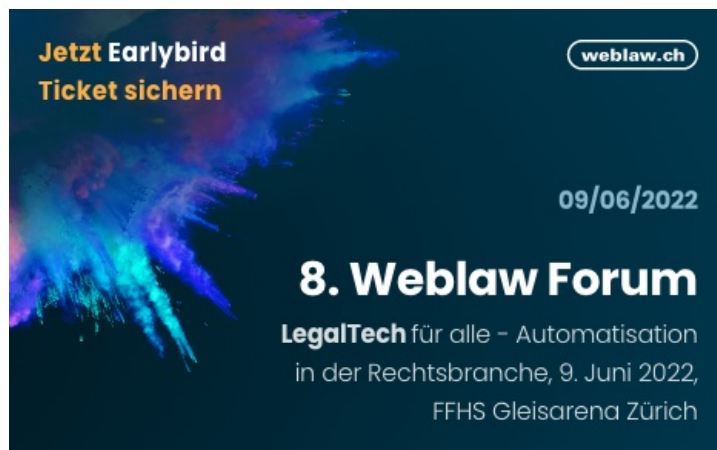 Jetzt Earlybird
Ticket sichern
weblaw.ch
09/06/2022
8. Weblaw Forum
LegalTech für alle - Automatisation
in der Rechtsbranche, 9. Juni 2022,
FFHS Gleisarena Zürich